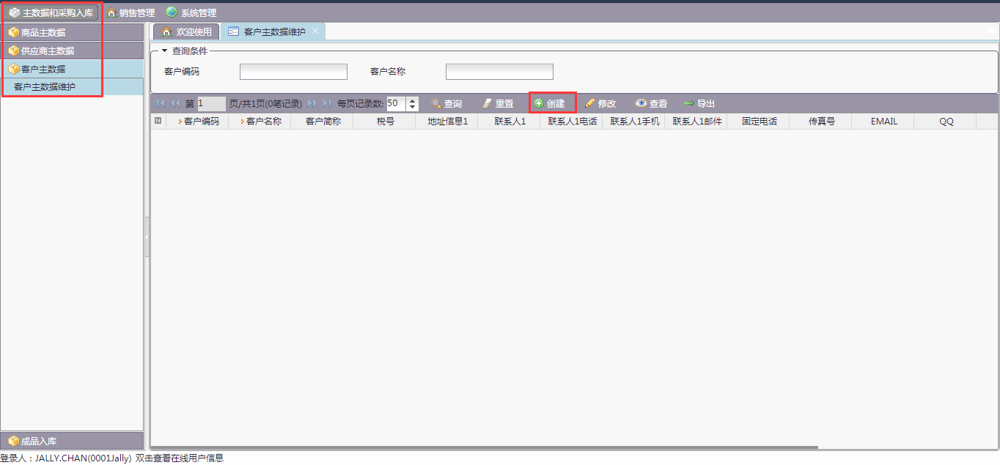 主数据和采购入库 销售管理 系统管理
商品主数据
供应商主数据
客户主数据
客户主数据维护
成品入库
欢迎使用 客户主数据维护
查询条件
客户编码 客户名称
第 1 页/共1页(0笔记录) 每页记录数: 50 查询 重置 创建 修改 查看 导出
N 客户编码 客户名称 客户简称 税号 地址信息1 联系人1 联系人1电话 联系人1手机 联系人1邮件 固定电话 传真号 EMAIL QQ
登录人：JALLY.CHAN(0001Jally) 双击查看在线用户信息